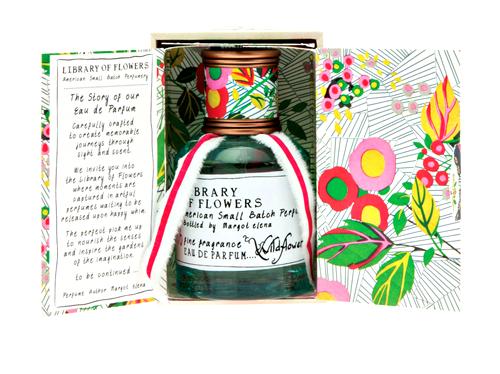 LIBRARY OF FLOWERS
American Small Batch Perfumery
The Story of our
Eau de Parfum
Carefully crafted
to create memorable
journeys through
sight and scent.
We invite you into
the Library of Flowers
where moments are
captured in artful
perfumes waiting to be
released upon happy whim.
The perfect pick me up
to nourish the senses
and inspire the gardens
of the imagination.
to be continued...
Perfume Author Margot Elena
BRARY
F FLOWERS
merican Small Batch Perfu
Bottled by Margot Elena
fine fragrance
Wildflower
EAU DE PARFUM....